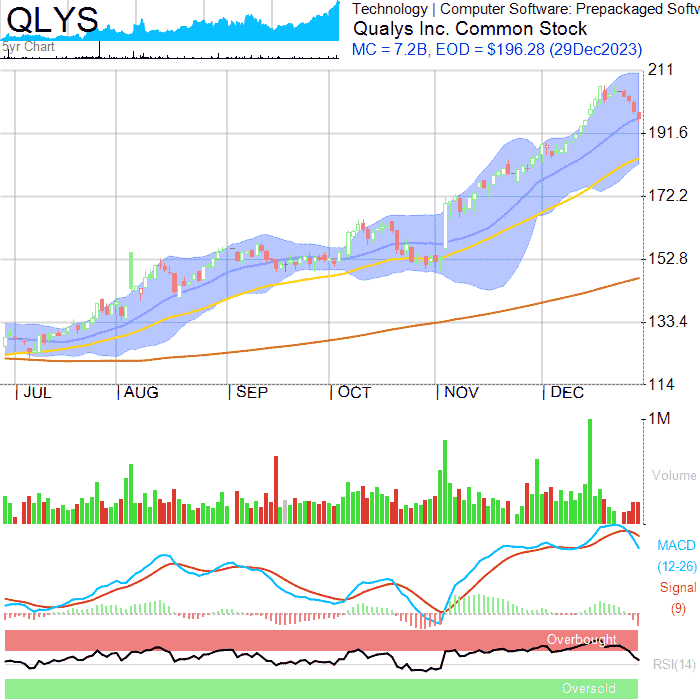 QLYS
5yr Chart
Technology | Computer Software: Prepackaged Softw
Qualys Inc. Common Stock
MC = 7.2B, EOD = $196.28 (29Dec2023)
211
191.6
172.2
152.8
133.4
114
JUL AUG SEP OCT NOV DEC
1M
Volume
MACD
(12-26)
Signal
(9)
Overbought
RSI(14)
Oversold